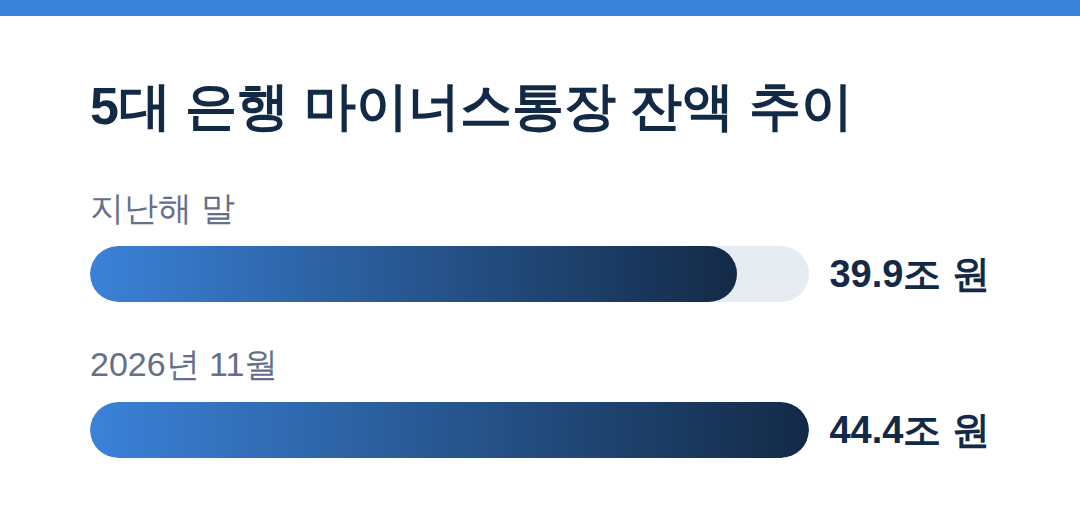 5대 은행 마이너스통장 잔액 추이
지난해 말
39.9조 원
2026년 11월
44.4조 원